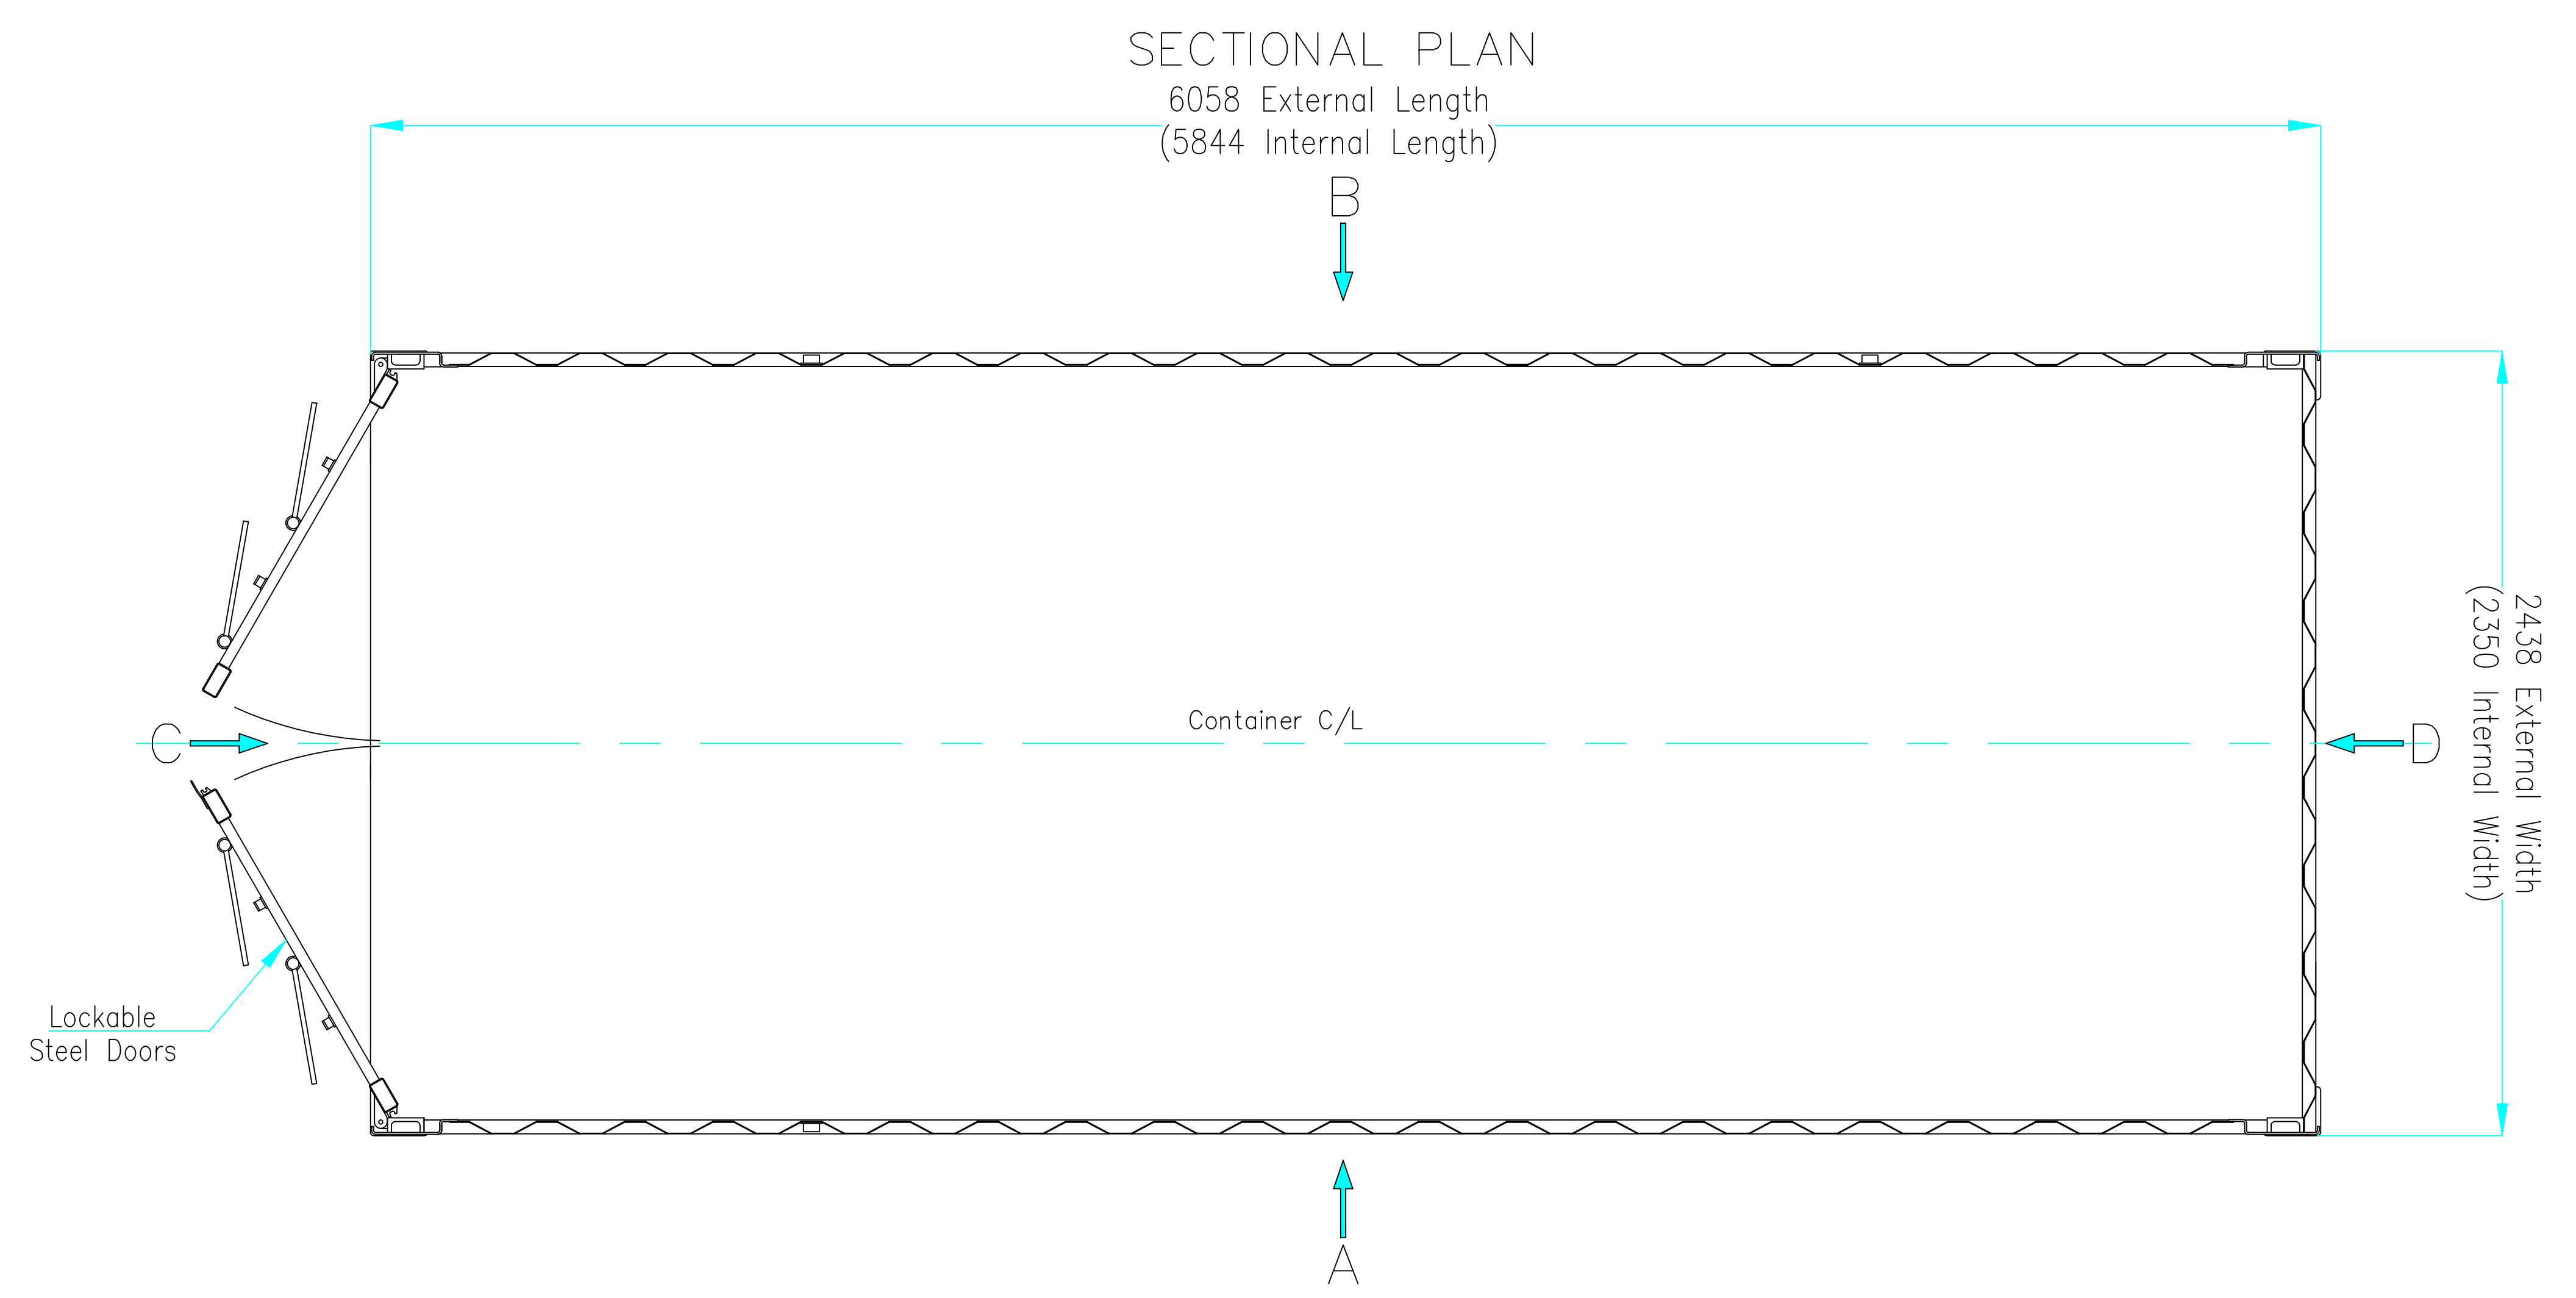 SECTIONAL PLAN
6058 External Length
(5844 Internal Length)
B
Container C/L
C
D
2438 External Width
(2350 Internal Width)
Lockable
Steel Doors
A